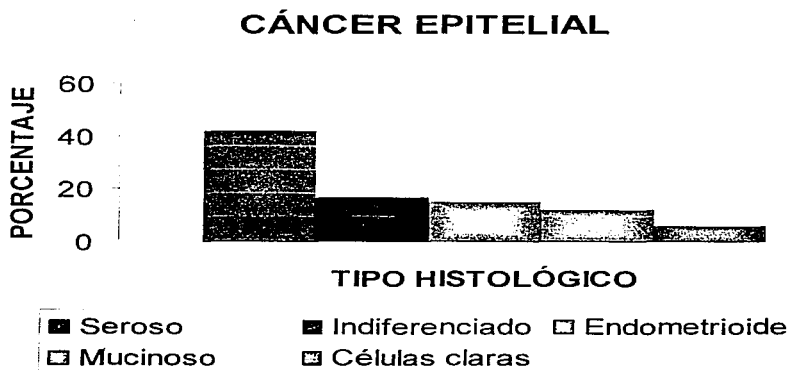 CÁNCER EPITELIAL
PORCENTAJE
60
40
20
0
TIPO HISTOLÓGICO
Seroso Indiferenciado Endometrioide
Mucinoso Células claras